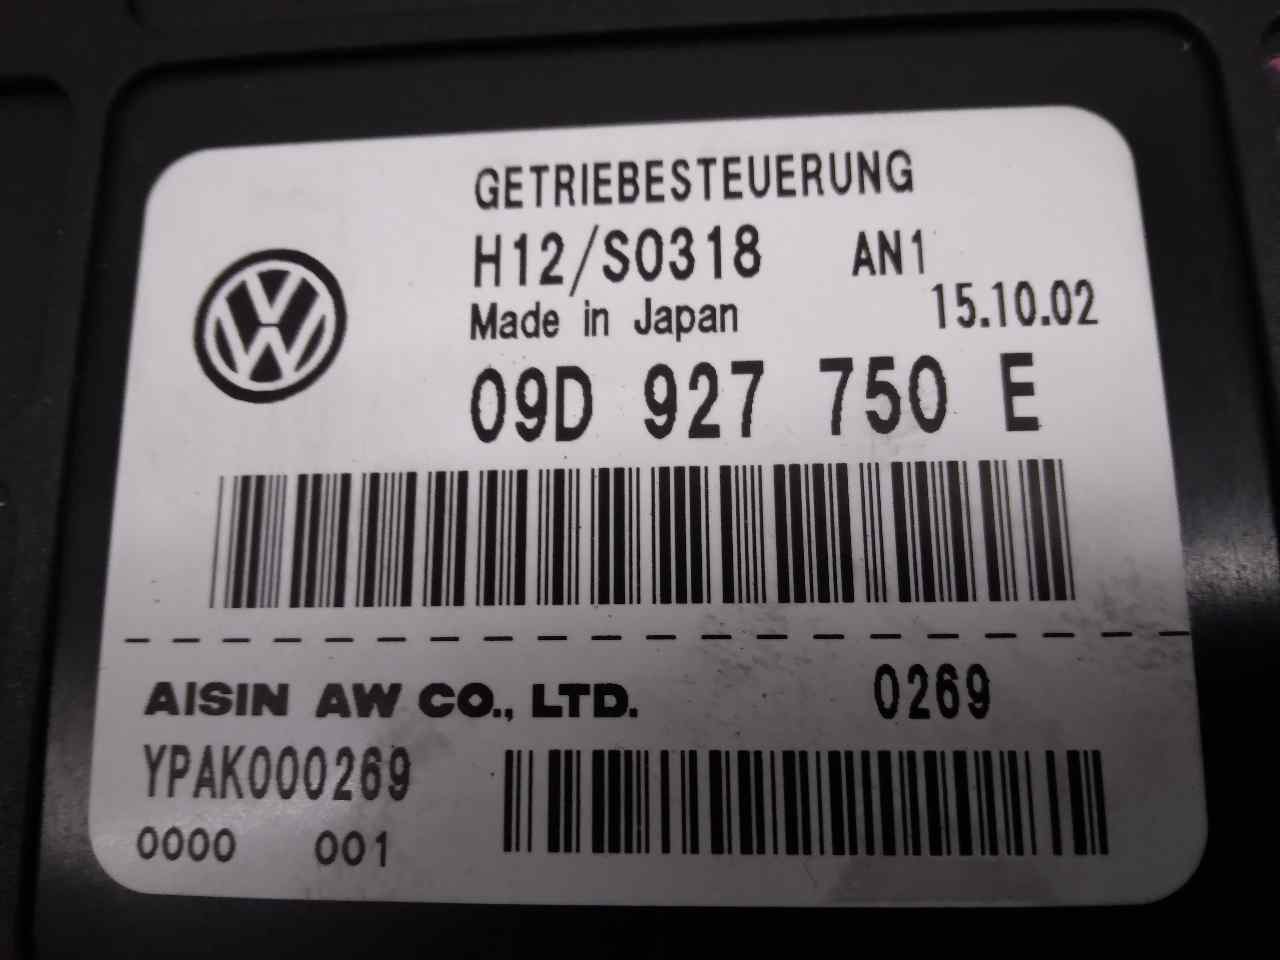 GETRIEBESTEUERUNG
H12/S0318 AN1
Made in Japan 15.10.02
09D 927 750 E
AISIN AW CO., LTD. 0269
YPAK000269
0000 001